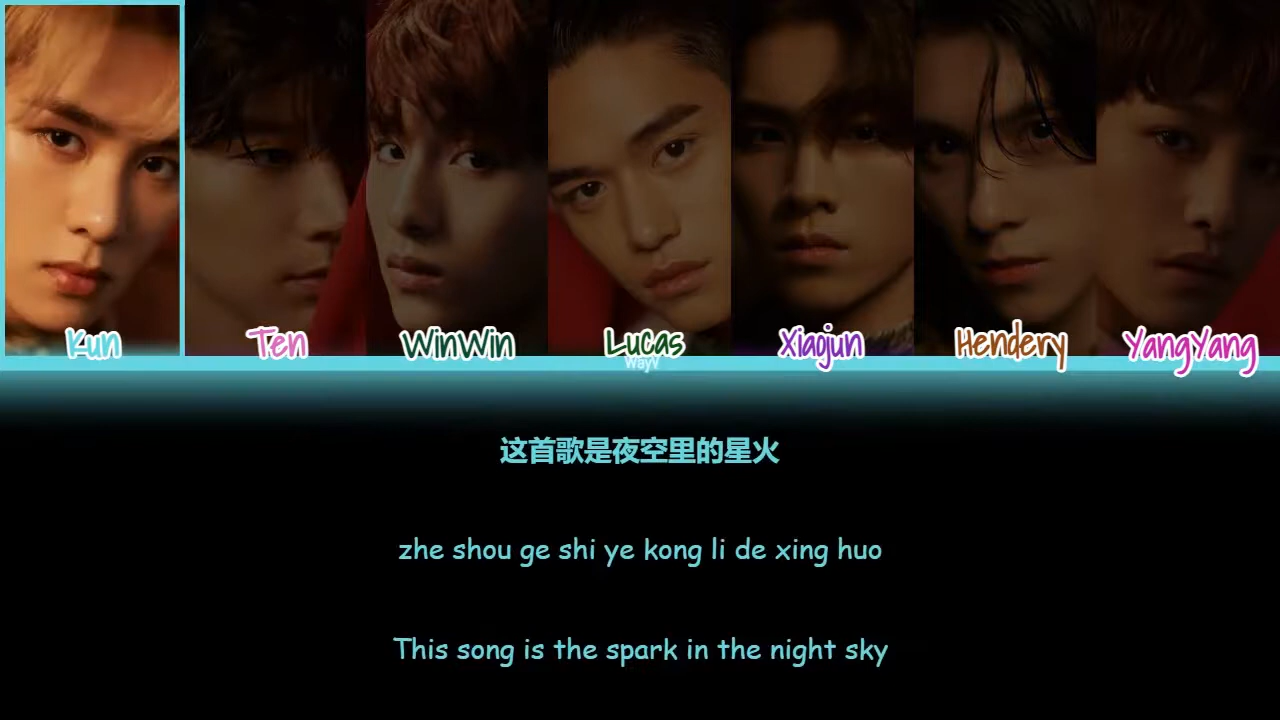 Kun Ten WinWin Lucas Xiaojun Hendery YangYang
WayV
这首歌是夜空里的星火
zhe shou ge shi ye kong li de xing huo
This song is the spark in the night sky